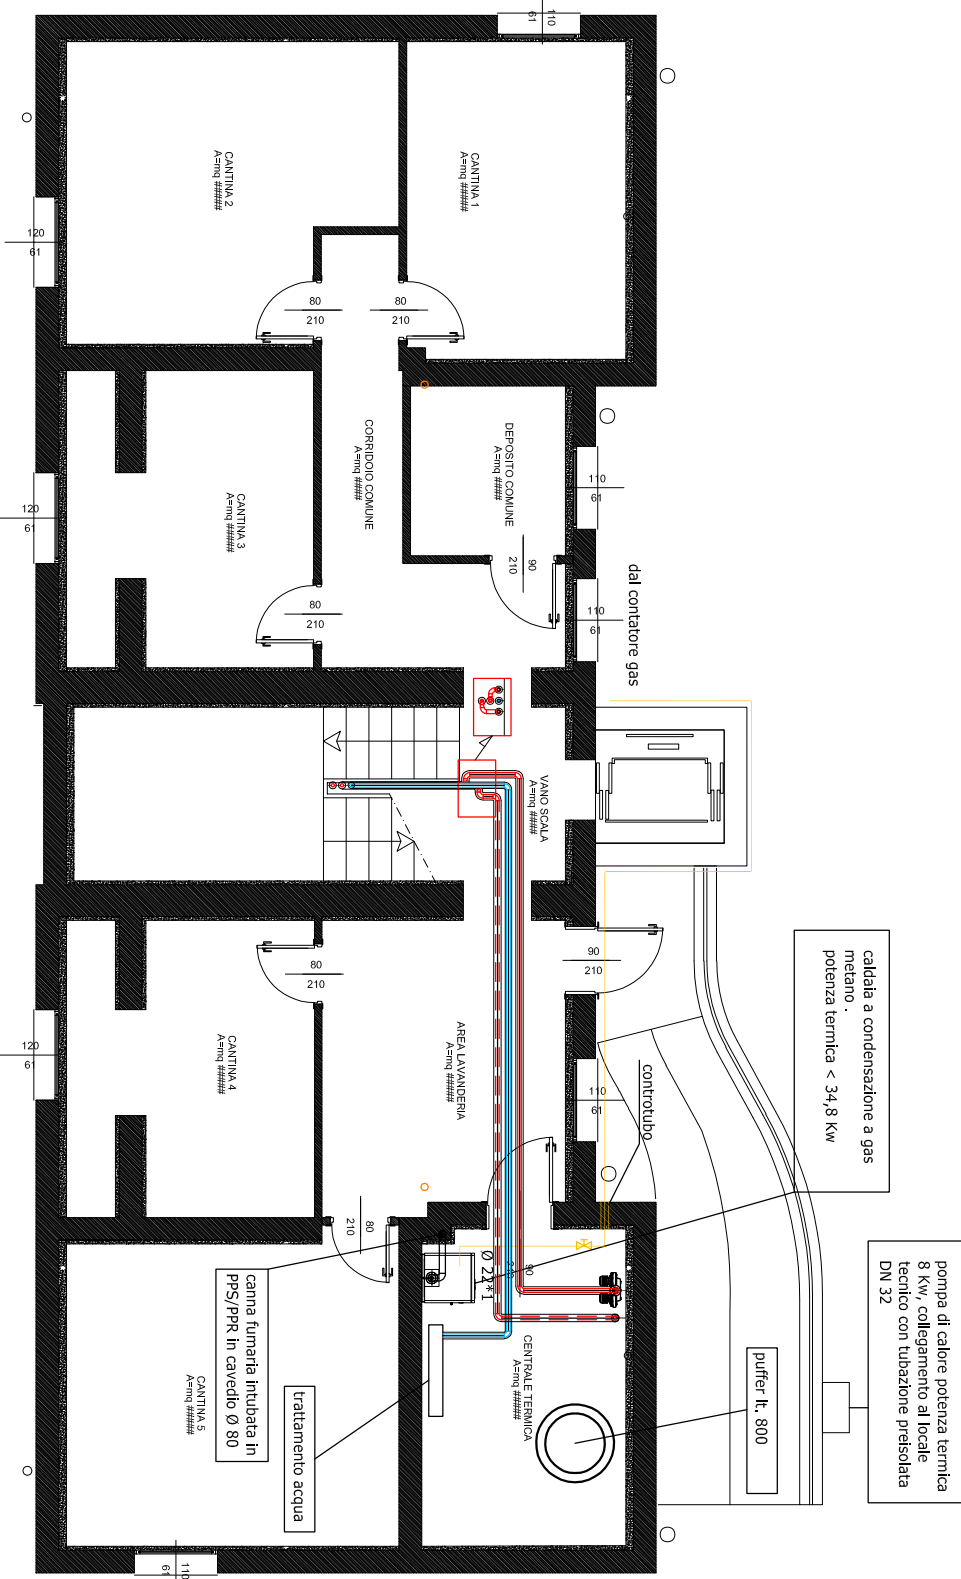 110
61
CANTINA 2
A=mq #####
CANTINA 1
A=mq #####
120
61
80
210
80
210
CANTINA 3
A=mq #####
CORRIDOIO COMUNE
A=mq ####
DEPOSITO COMUNE
A=mq ####
110
61
120
61
90
210
80
210
110
61
dal contatore gas
VANO SCALA
A=mq ####
90
210
80
210
caldaia a condensazione a gas
metano .
potenza termica < 34,8 Kw
CANTINA 4
A=mq #####
AREA LAVANDERIA
A=mq #####
120
61
110
61
controtubo
80
210
Ø 22*1
90
pompa di calore potenza termica
8 Kw, collegamento al locale
tecnico con tubazione preisolata
DN 32
canna fumaria intubata in
PPS/PPR in cavedio Ø 80
CENTRALE TERMICA
A=mq #####
puffer lt. 800
CANTINA 5
A=mq #####
trattamento acqua
110
61